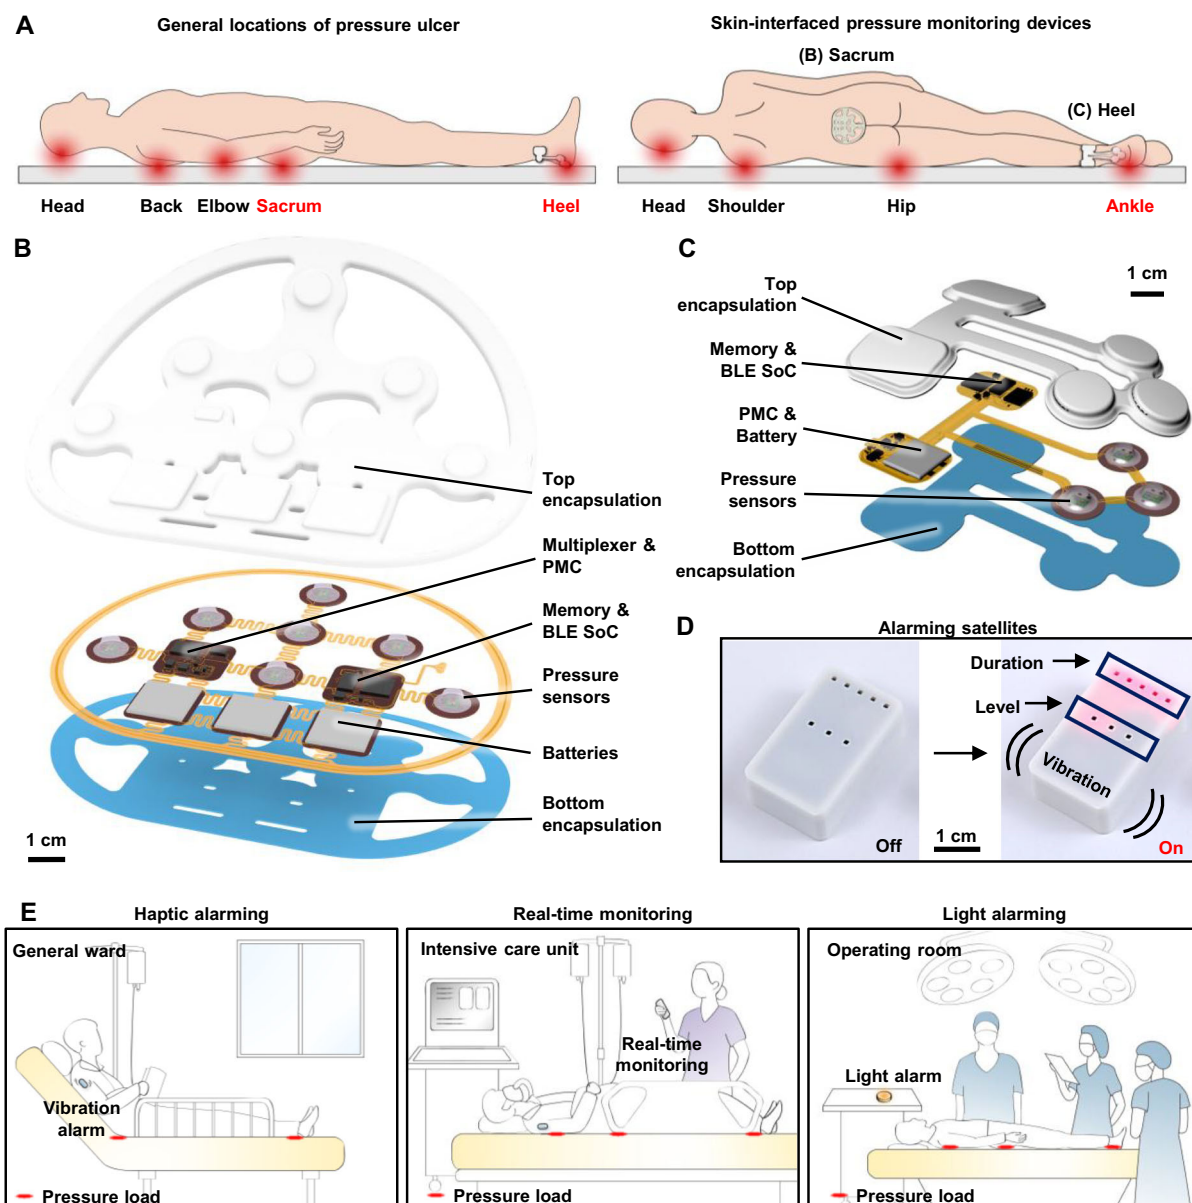 A
General locations of pressure ulcer
Skin-interfaced pressure monitoring devices
(B) Sacrum
(C) Heel
Head
Back
Elbow
Sacrum
Heel
Head
Shoulder
Hip
Ankle
B
Top
encapsulation
Multiplexer &
PMC
Memory &
BLE SoC
Pressure
sensors
Batteries
Bottom
encapsulation
1 cm
C
1 cm
Top
encapsulation
Memory &
BLE SoC
PMC &
Battery
Pressure
sensors
Bottom
encapsulation
D
Alarming satellites
Duration
Level
Vibration
Off
1 cm
On
E
Haptic alarming
General ward
Vibration
alarm
Pressure load
Real-time monitoring
Intensive care unit
Real-time
monitoring
Pressure load
Light alarming
Operating room
Light alarm
Pressure load